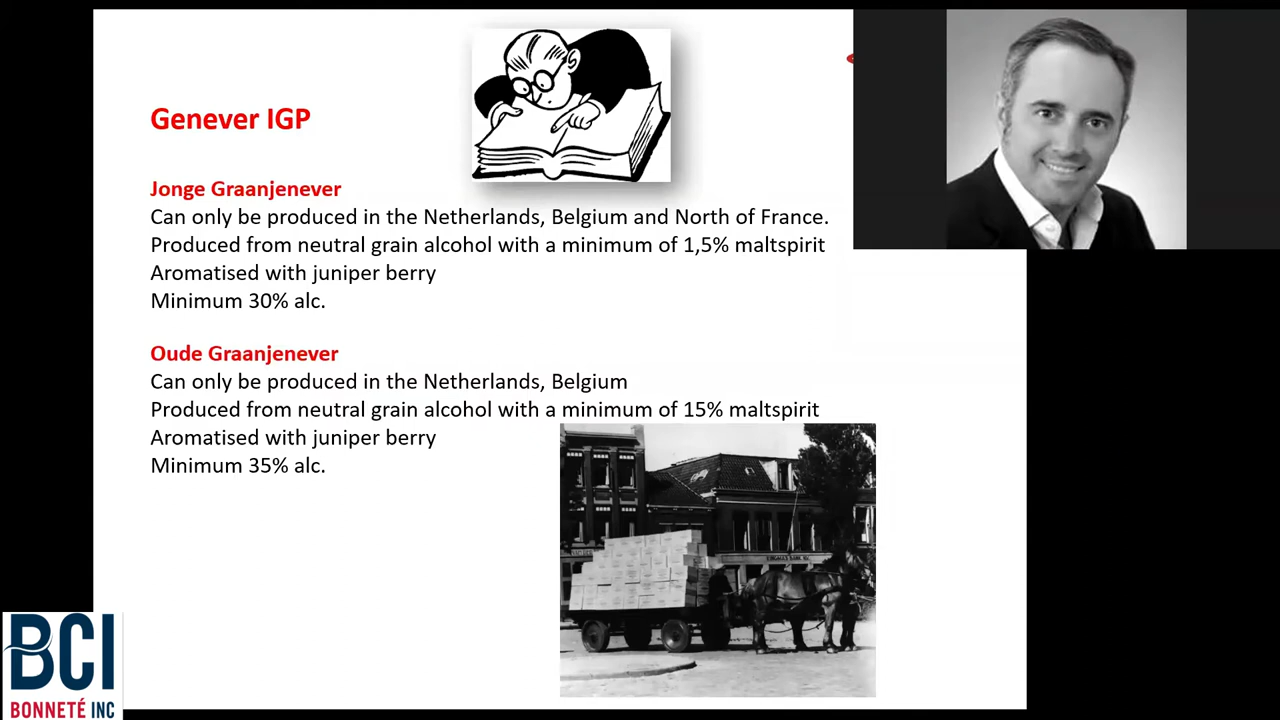 Genever IGP
Jonge Graanjenever
Can only be produced in the Netherlands, Belgium and North of France.
Produced from neutral grain alcohol with a minimum of 1,5% maltspirit
Aromatised with juniper berry
Minimum 30% alc.
Oude Graanjenever
Can only be produced in the Netherlands, Belgium
Produced from neutral grain alcohol with a minimum of 15% maltspirit
Aromatised with juniper berry
Minimum 35% alc.
BCI
BONNETÉ INC